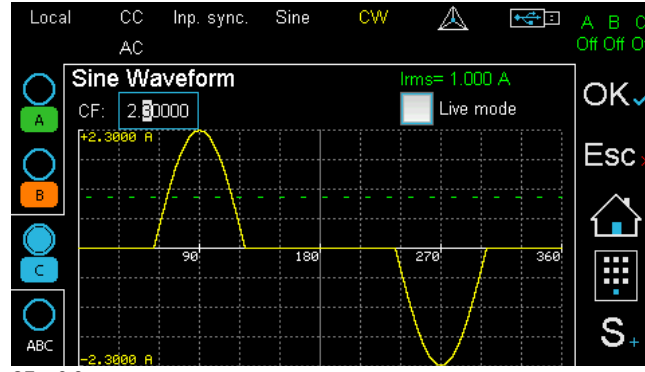 Local CC Inp. sync. Sine CW A B C
AC Off Off O
Sine Waveform Irms= 1.000 A
CF: 2.30000 Live mode
OK
+2.3000 A
A
Esc
B
90 180 270 360
C
S+
ABC
-2.3000 A